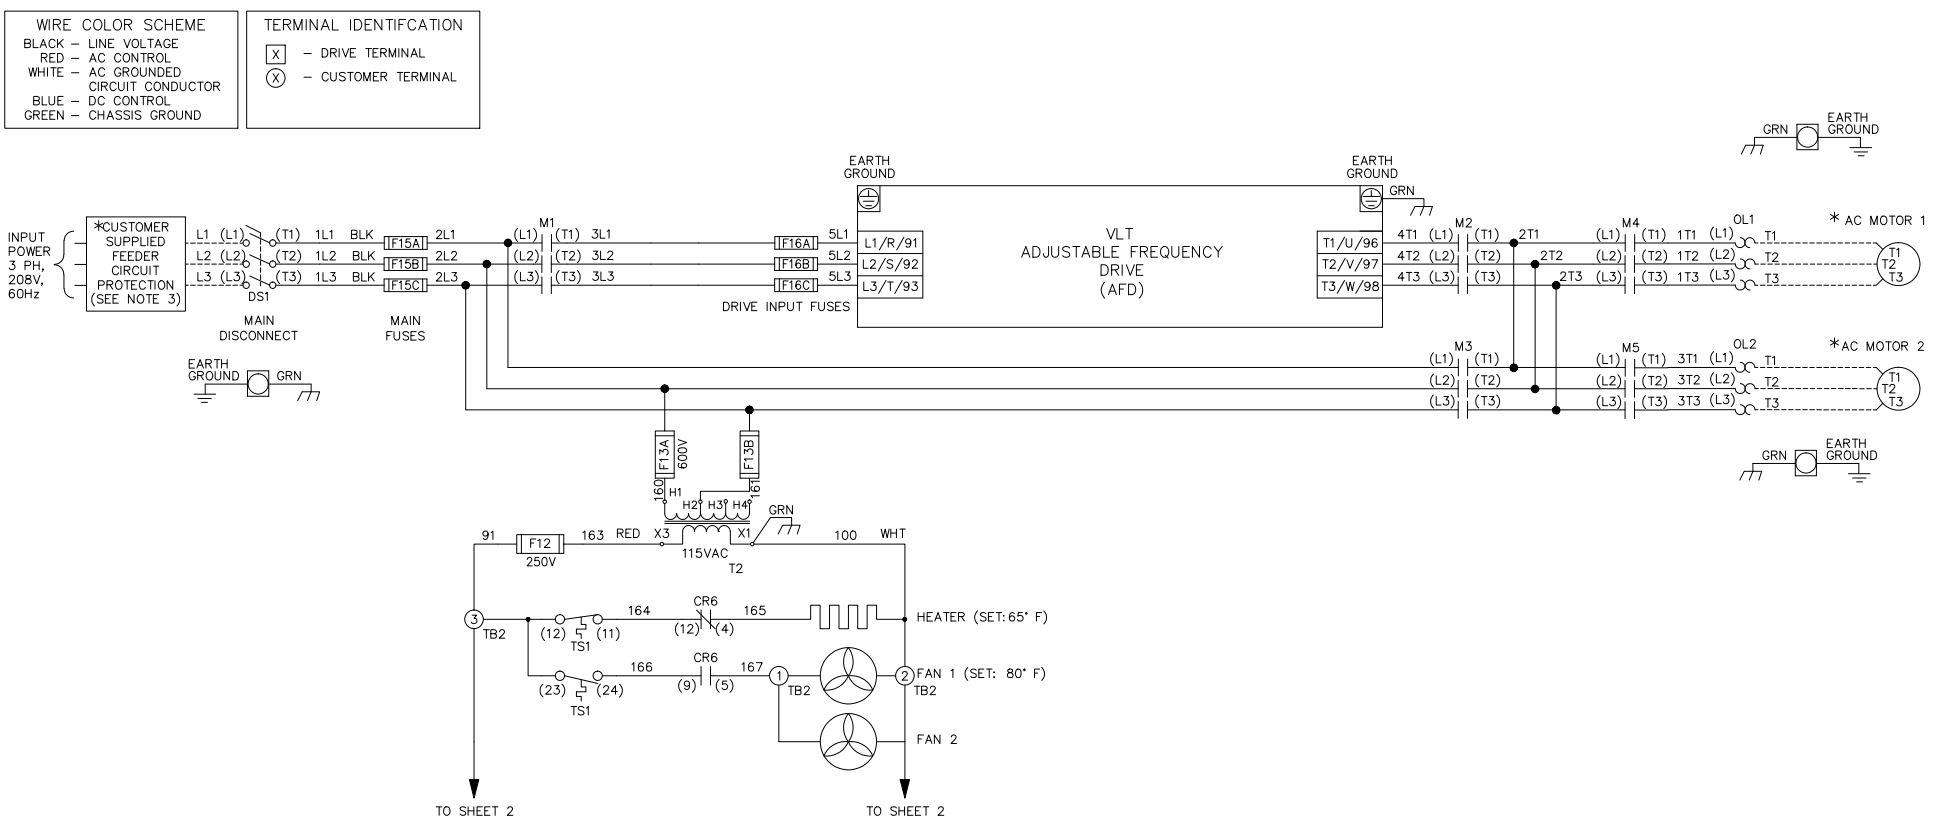 WIRE COLOR SCHEME
BLACK – LINE VOLTAGE
RED – AC CONTROL
WHITE – AC GROUNDED
CIRCUIT CONDUCTOR
BLUE – DC CONTROL
GREEN – CHASSIS GROUND
TERMINAL IDENTIFCATION
X – DRIVE TERMINAL
X – CUSTOMER TERMINAL
GRN EARTH
GROUND
EARTH
GROUND
EARTH
GROUND
GRN
INPUT
POWER
3 PH,
208V,
60Hz
*CUSTOMER
SUPPLIED
FEEDER
CIRCUIT
PROTECTION
(SEE NOTE 3)
L1 (L1) (T1) 1L1 BLK F15A 2L1 (L1) M1 (T1) 3L1 F16A 5L1 L1/R/91
L2 (L2) (T2) 1L2 BLK F15B 2L2 (L2) (T2) 3L2 F16B 5L2 L2/S/92
L3 (L3) (T3) 1L3 BLK F15C 2L3 (L3) (T3) 3L3 F16C 5L3 L3/T/93
DS1
MAIN
DISCONNECT
MAIN
FUSES
DRIVE INPUT FUSES
VLT
ADJUSTABLE FREQUENCY
DRIVE
(AFD)
T1/U/96 4T1 (L1) M2 (T1) 2T1 (L1) M4 (T1) 1T1 (L1) OL1 T1
T2/V/97 4T2 (L2) (T2) 2T2 (L2) (T2) 1T2 (L2) T2
T3/W/98 4T3 (L3) (T3) 2T3 (L3) (T3) 1T3 (L3) T3
* AC MOTOR 1
T1
T2
T3
EARTH
GROUND GRN
(L1) M3 (T1) (L1) M5 (T1) 3T1 (L1) OL2 T1
(L2) (T2) (L2) (T2) 3T2 (L2) T2
(L3) (T3) (L3) (T3) 3T3 (L3) T3
*AC MOTOR 2
T1
T2
T3
GRN EARTH
GROUND
F13A
600V
F13B
160
161
H1
H2 H3 H4
GRN
91 F12 163 RED X3 X1 100 WHT
250V
115VAC
T2
3
TB2
(12) (11) 164 CR6 165
TS1
(12) (4)
HEATER (SET:65° F)
(23) (24) 166 CR6 167 1
TS1
(9) (5)
TB2
2 FAN 1 (SET: 80° F)
TB2
FAN 2
TO SHEET 2
TO SHEET 2